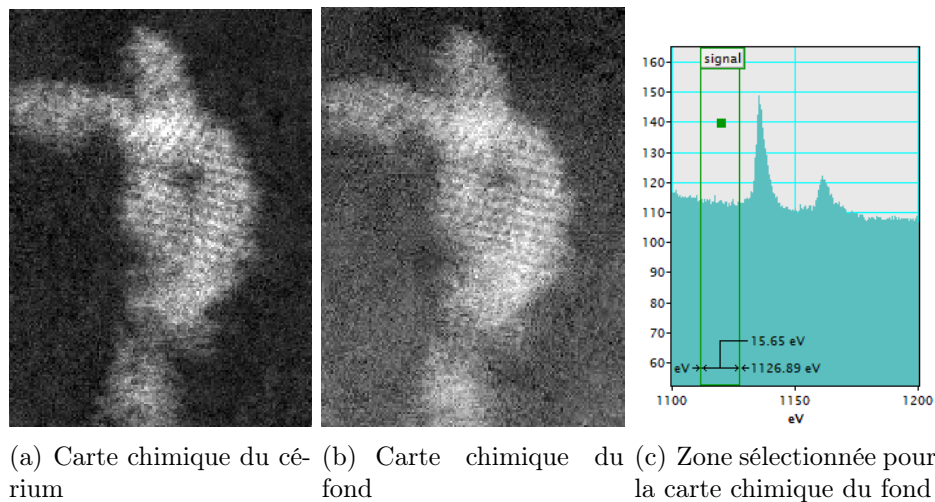 signal
160
150
140
130
120
110
100
90
80
70
60
15.65 eV
eV
1126.89 eV
1100
1150
1200
eV
(a) Carte chimique du cé-
rium
(b) Carte chimique du
fond
(c) Zone sélectionnée pour
la carte chimique du fond